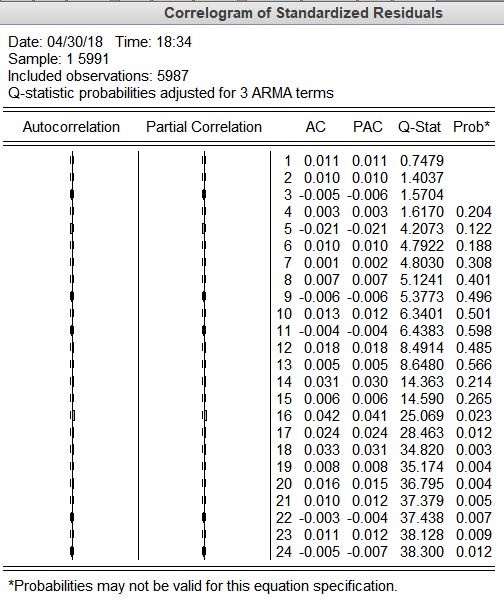 Correlogram of Standardized Residuals
Date: 04/30/18 Time: 18:34
Sample: 1 5991
Included observations: 5987
Q-statistic probabilities adjusted for 3 ARMA terms
Autocorrelation Partial Correlation AC PAC Q-Stat Prob*
1 0.011 0.011 0.7479
2 0.010 0.010 1.4037
3 -0.005 -0.006 1.5704
4 0.003 0.003 1.6170 0.204
5 -0.021 -0.021 4.2073 0.122
6 0.010 0.010 4.7922 0.188
7 0.001 0.002 4.8030 0.308
8 0.007 0.007 5.1241 0.401
9 -0.006 -0.006 5.3773 0.496
10 0.013 0.012 6.3401 0.501
11 -0.004 -0.004 6.4383 0.598
12 0.018 0.018 8.4914 0.485
13 0.005 0.005 8.6480 0.566
14 0.031 0.030 14.363 0.214
15 0.006 0.006 14.590 0.265
16 0.042 0.041 25.069 0.023
17 0.024 0.024 28.463 0.012
18 0.033 0.031 34.820 0.003
19 0.008 0.008 35.174 0.004
20 0.016 0.015 36.795 0.004
21 0.010 0.012 37.379 0.005
22 -0.003 -0.004 37.438 0.007
23 0.011 0.012 38.128 0.009
24 -0.005 -0.007 38.300 0.012
*Probabilities may not be valid for this equation specification.